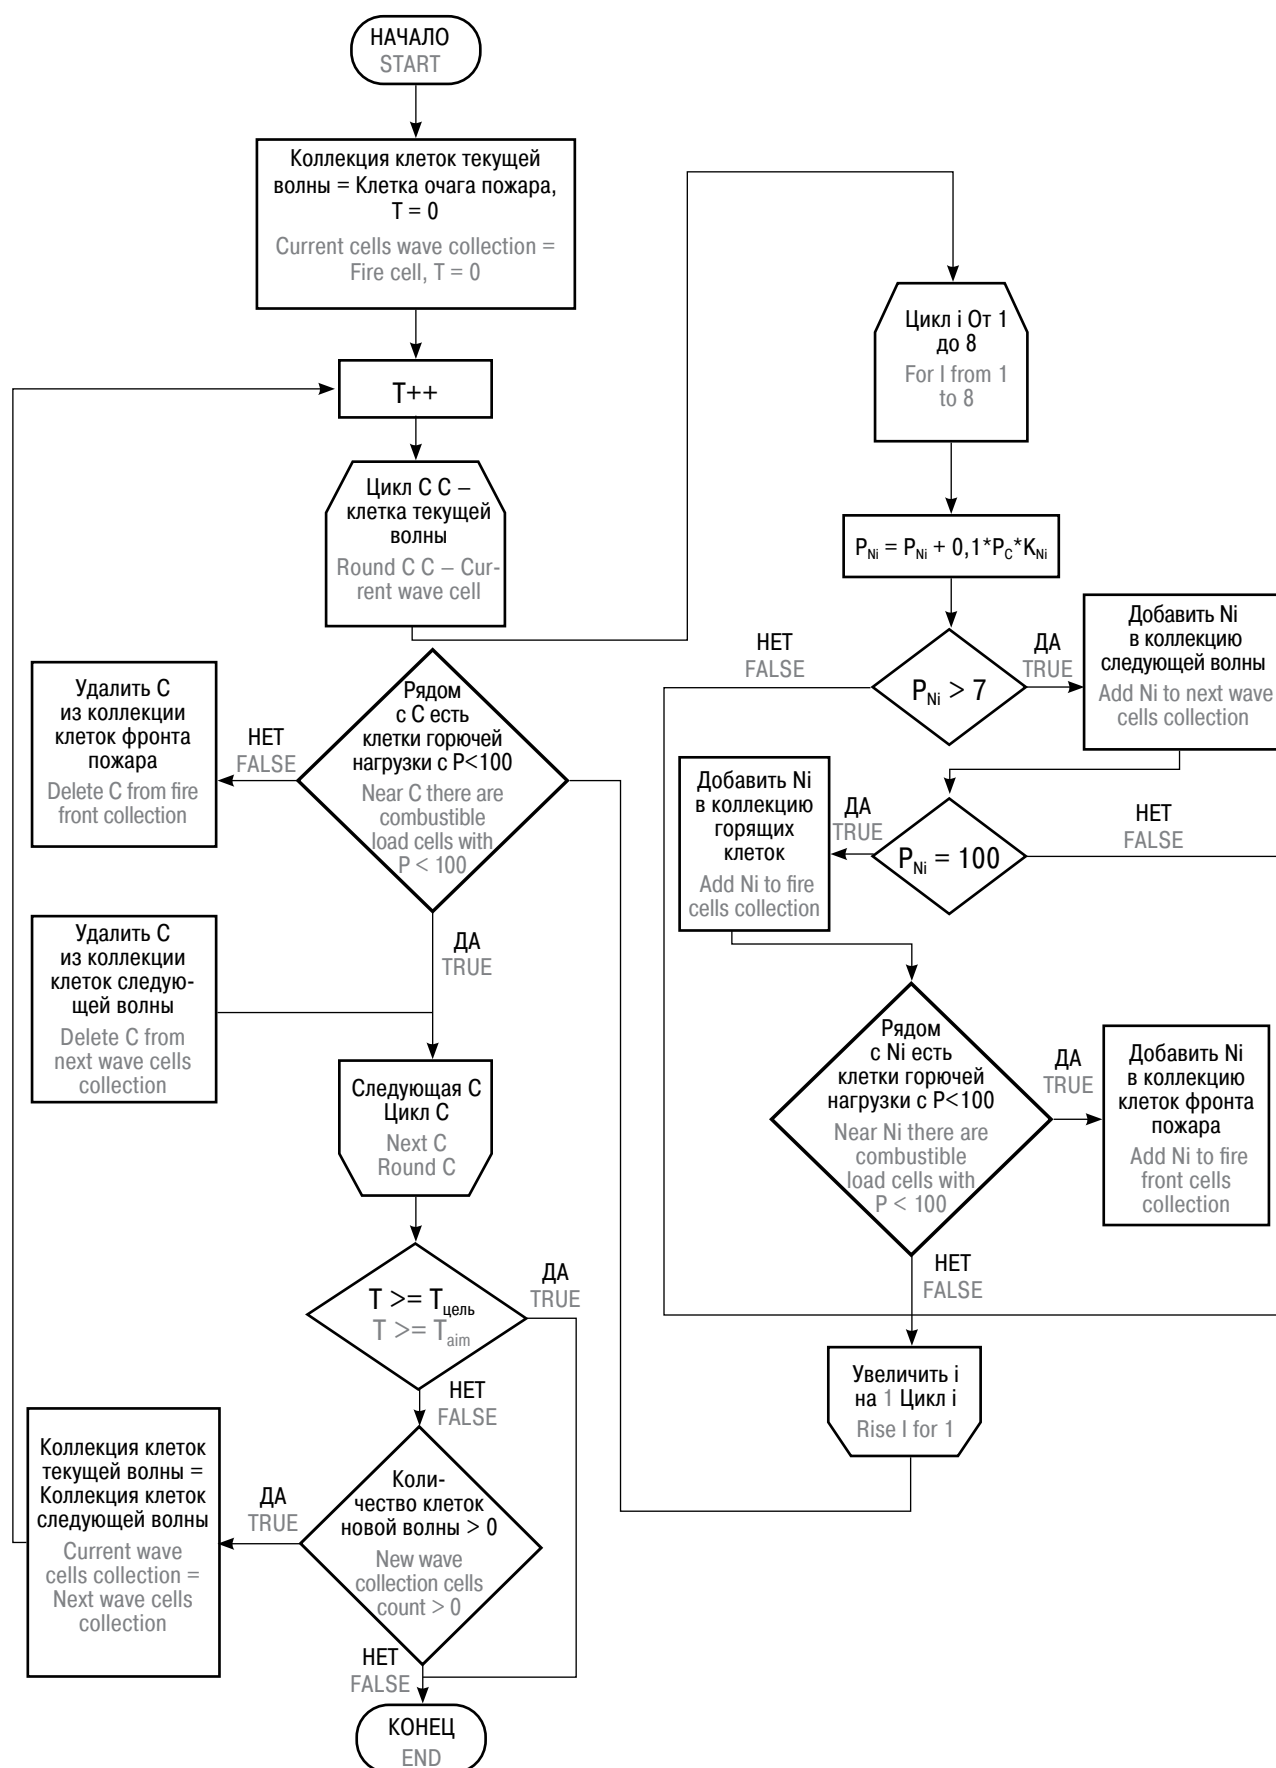 НАЧАЛО
START
Коллекция клеток текущей
волны = Клетка очага пожара,
T = 0
Current cells wave collection =
Fire cell, T = 0
T++
Цикл C C –
клетка текущей
волны
Round C C – Cur-
rent wave cell
Рядом
с C есть
клетки горючей
нагрузки с P<100
Near C there are
combustible
load cells with
P < 100
НЕТ
FALSE
Удалить C
из коллекции
клеток фронта
пожара
Delete C from fire
front collection
ДА
TRUE
Удалить C
из коллекции
клеток следую-
щей волны
Delete C from
next wave cells
collection
Следующая C
Цикл C
Next C
Round C
T >= Tцель
T >= Taim
ДА
TRUE
НЕТ
FALSE
Коли-
чество клеток
новой волны > 0
New wave
collection cells
count > 0
ДА
TRUE
Коллекция клеток
текущей волны =
Коллекция клеток
следующей волны
Current wave
cells collection =
Next wave cells
collection
НЕТ
FALSE
КОНЕЦ
END
Цикл i От 1
до 8
For I from 1
to 8
PNi = PNi + 0,1*PC*KNi
PNi > 7
НЕТ
FALSE
ДА
TRUE
Добавить Ni
в коллекцию
следующей волны
Add Ni to next wave
cells collection
PNi = 100
НЕТ
FALSE
ДА
TRUE
Добавить Ni
в коллекцию
горящих
клеток
Add Ni to fire
cells collection
Рядом
с Ni есть
клетки горючей
нагрузки с P<100
Near Ni there are
combustible
load cells with
P < 100
ДА
TRUE
Добавить Ni
в коллекцию
клеток фронта
пожара
Add Ni to fire
front cells
collection
НЕТ
FALSE
Увеличить i
на 1 Цикл i
Rise I for 1